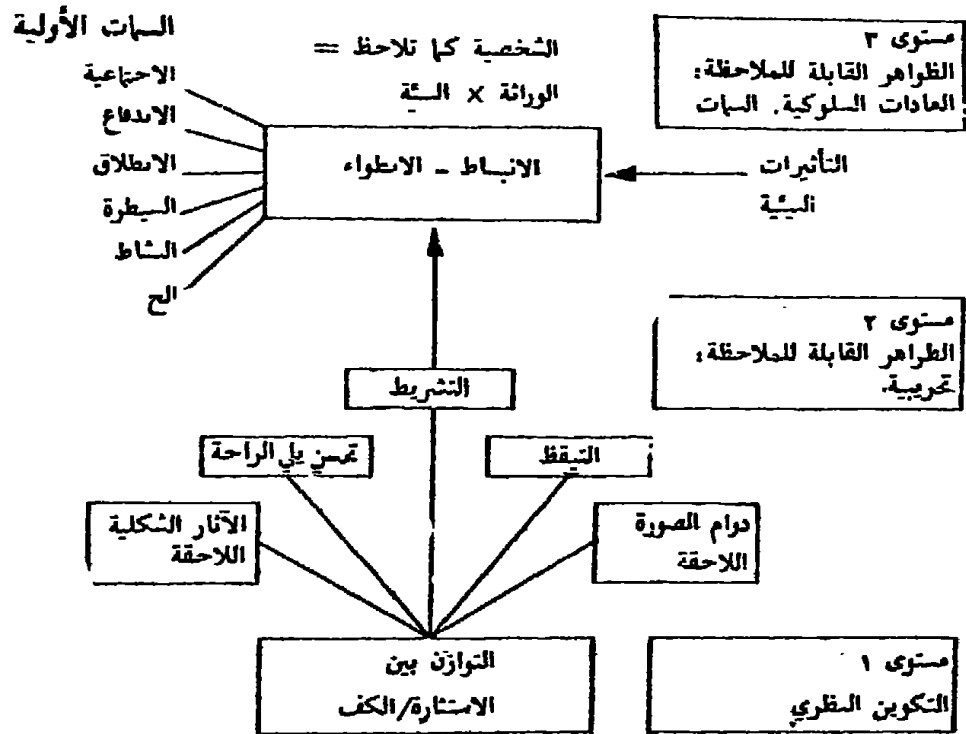 السمات الأولية
الاجتماعية
الاندفاع
الانطلاق
السيطرة
النشاط
الخ
الشخصية كما تلاحظ =
الوراثة × البيئة
الانبساط - الانطواء
مستوى ٣
الظواهر القابلة للملاحظة:
العادات السلوكية. السمات
التأثيرات
البيئية
مستوى ٢
الظواهر القابلة للملاحظة:
تجريبية.
التشريط
تحسن يلي الراحة
التيقظ
الآثار الشكلية
اللاحقة
دوام الصورة
اللاحقة
التوازن بين
الاستثارة/الكف
مستوى ١
التكوين النظري